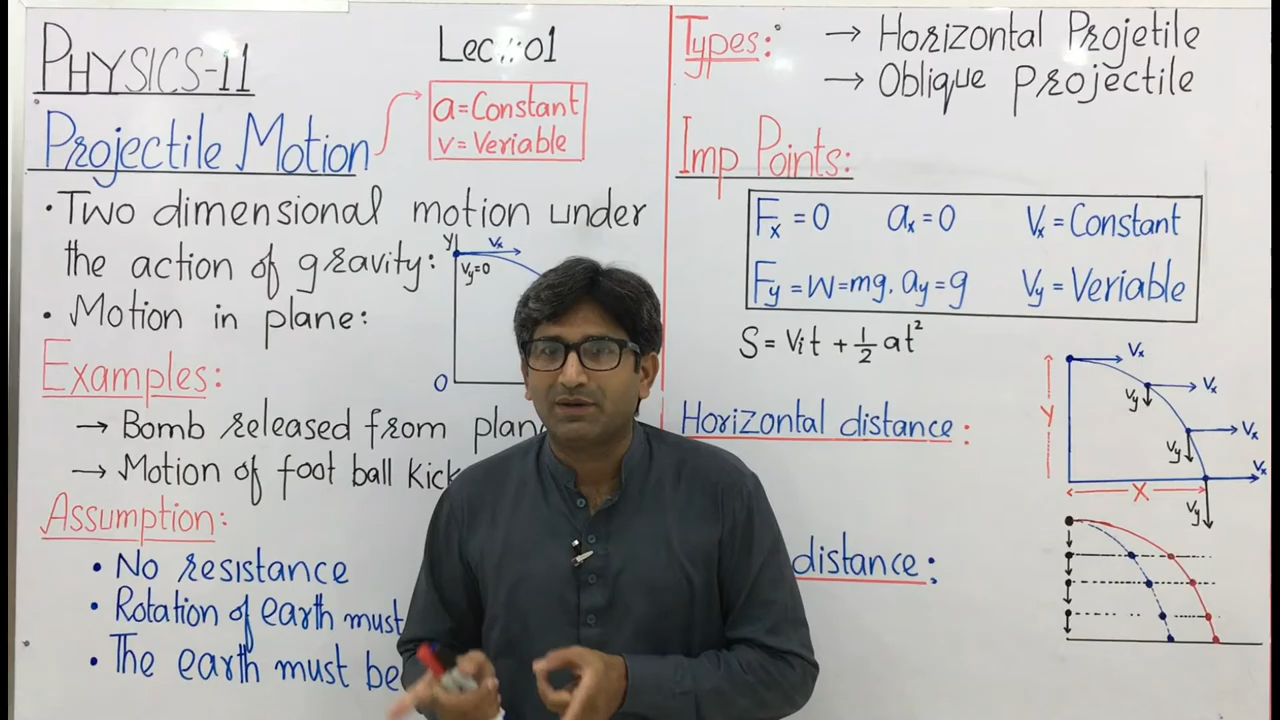 PHYSICS-11
Lec::01
Projectile Motion
a=Constant
v=Veriable
• Two dimensional motion under
the action of gravity:
• Motion in plane:
Y
Vx
Vy=0
O
Examples:
→ Bomb released from plan
→ Motion of foot ball kick
Assumption:
• No resistance
• Rotation of earth must
• The earth must be
Types:
→ Horizontal Projetile
→ Oblique projectile
Imp Points:
Fx = 0 ax = 0 Vx = Constant
Fy = W=mg, ay=g Vy = Veriable
S = Vit + 1/2 at²
Horizontal distance:
distance:
Vx
Vy Vx
Y
Vy Vx
Vx
X
Vy